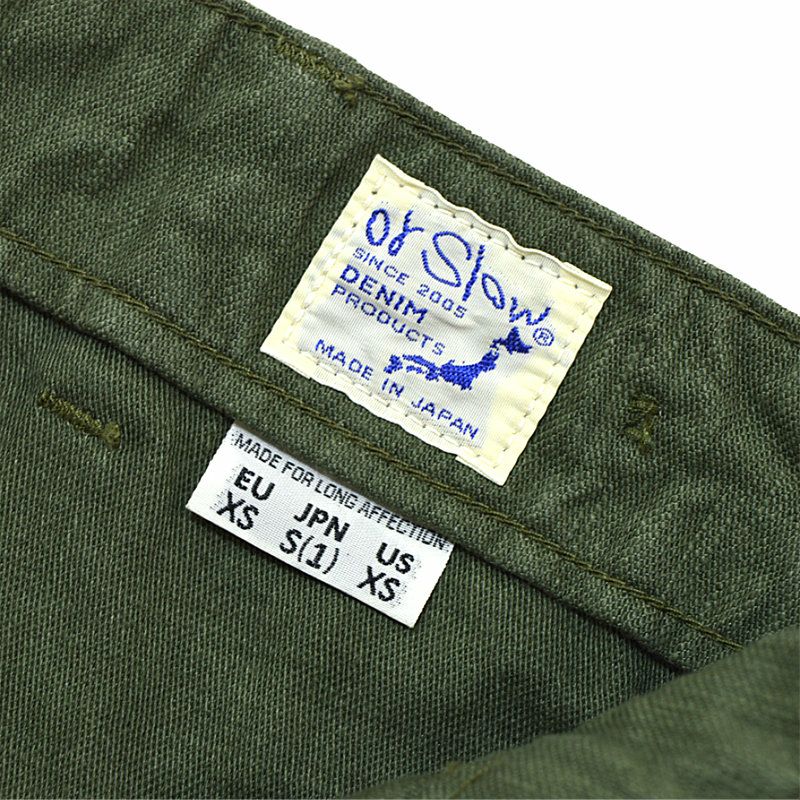 or Slow
SINCE 2005
DENIM
PRODUCTS
®
MADE IN JAPAN
MADE FOR LONG AFFECTION
EU JPN US
XS S(1) XS